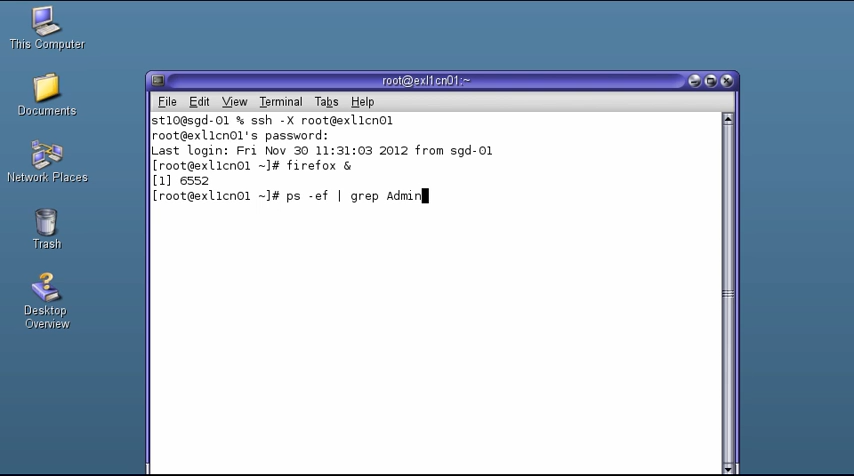 This Computer
Documents
Network Places
Trash
Desktop
Overview
root@exl1cn01:~
File Edit View Terminal Tabs Help
st10@sgd-01 % ssh -X root@exl1cn01
root@exl1cn01's password:
Last login: Fri Nov 30 11:31:03 2012 from sgd-01
[root@exl1cn01 ~]# firefox &
[1] 6552
[root@exl1cn01 ~]# ps -ef | grep Admin